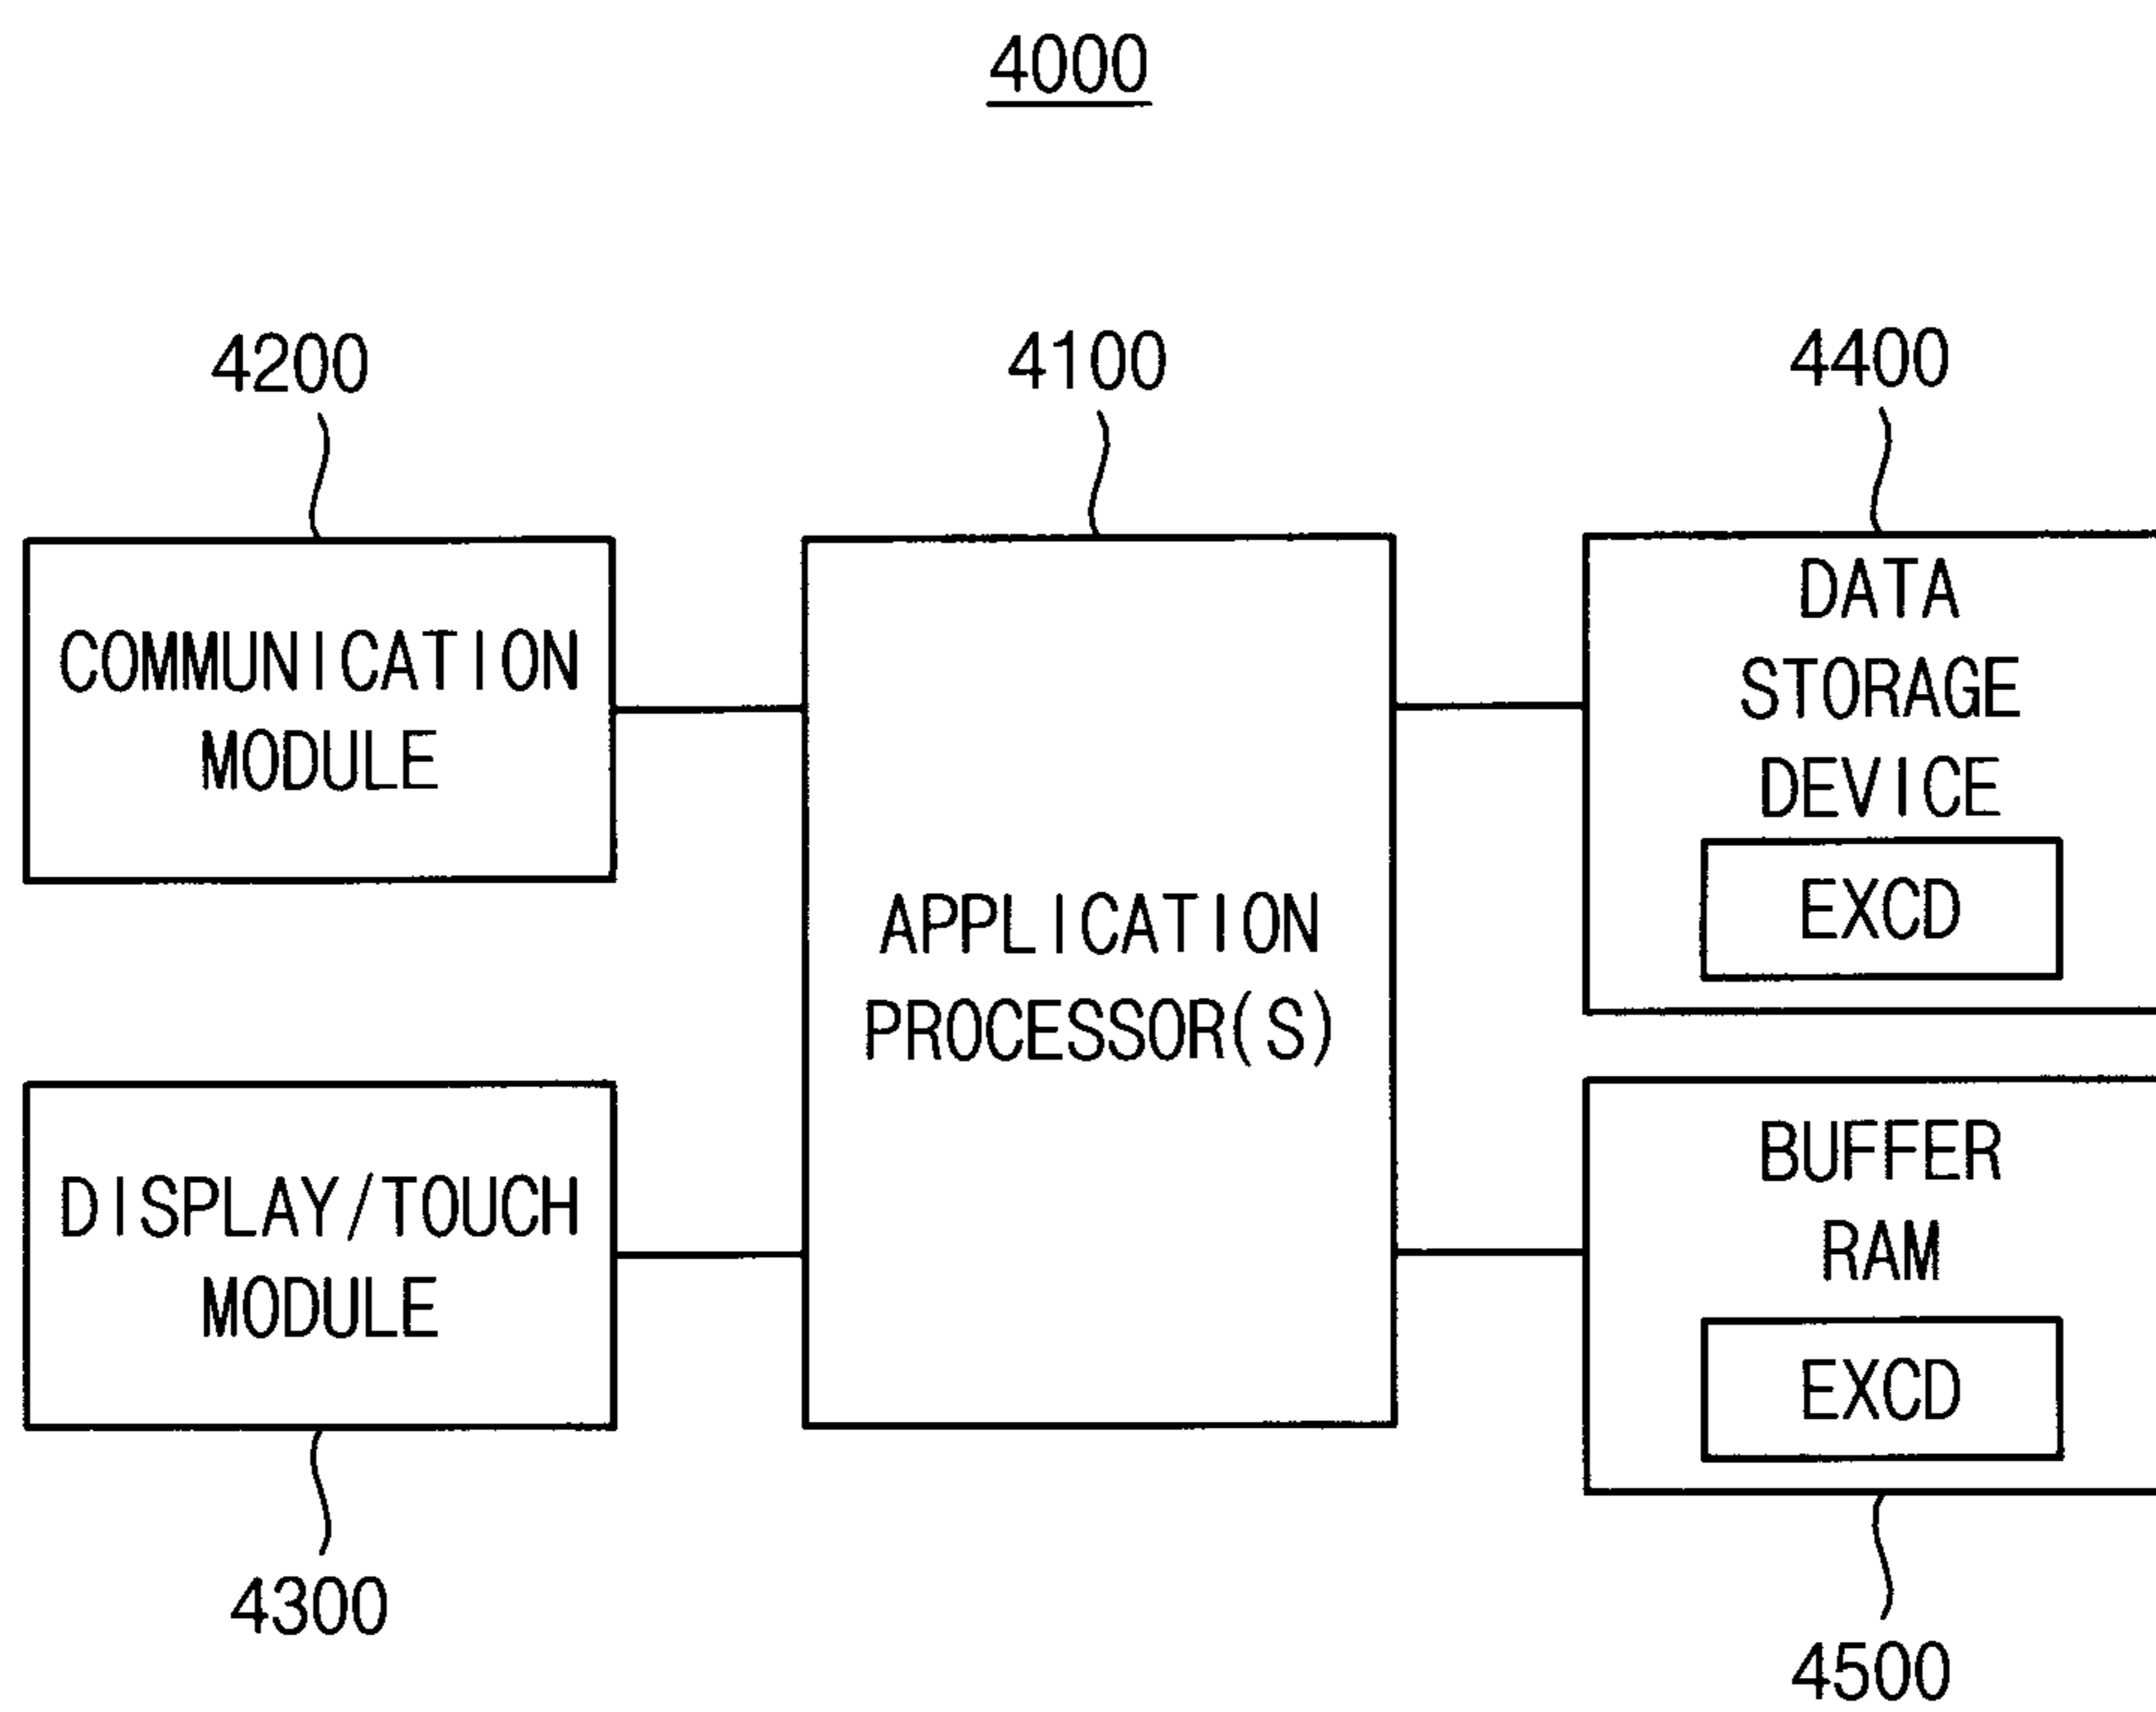 4000
4200
4100
4400
COMMUNICATION
MODULE
APPLICATION
PROCESSOR(S)
DATA
STORAGE
DEVICE
EXCD
DISPLAY/TOUCH
MODULE
BUFFER
RAM
EXCD
4300
4500